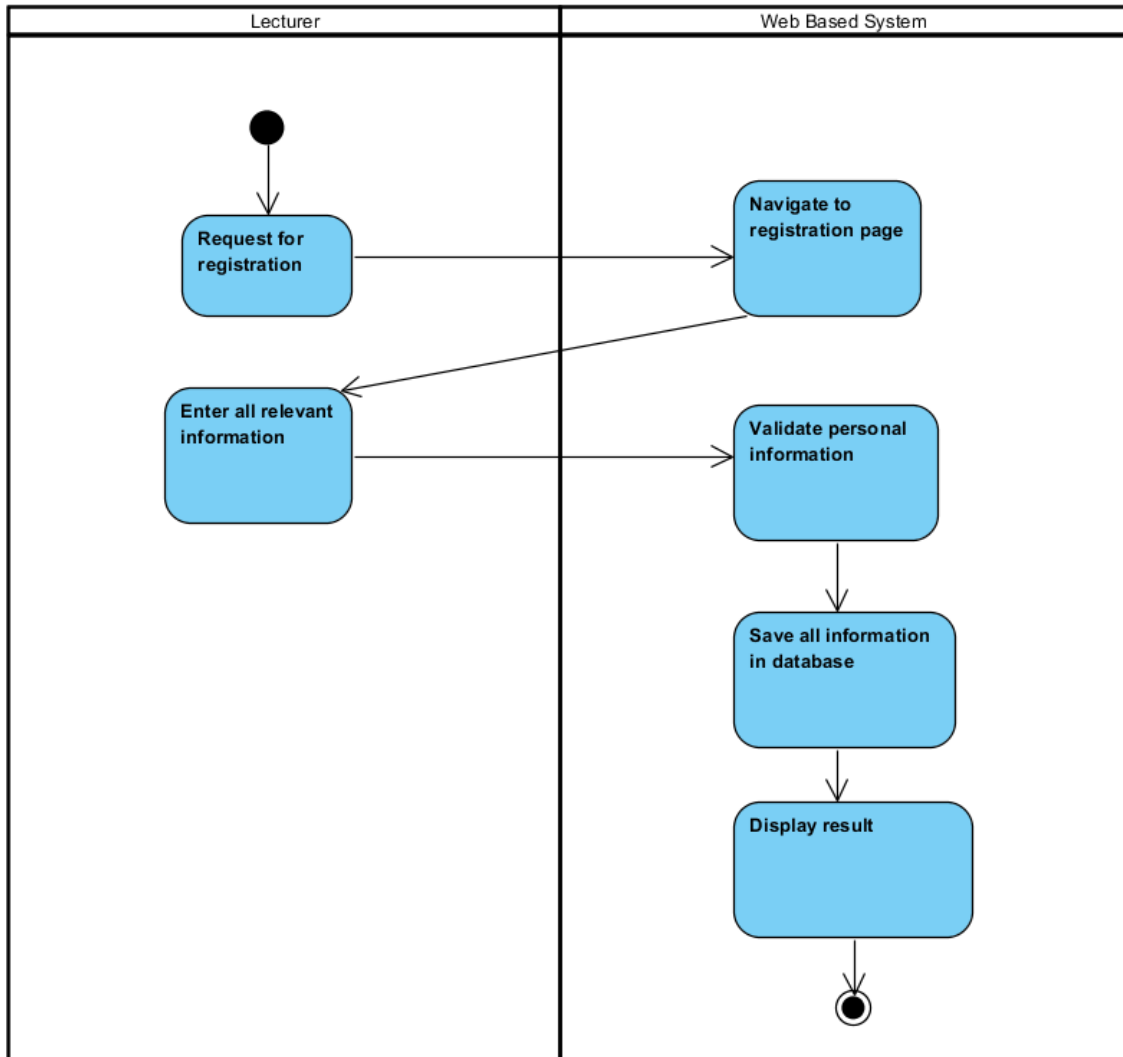 Lecturer
Web Based System
Request for
registration
Navigate to
registration page
Enter all relevant
information
Validate personal
information
Save all information
in database
Display result